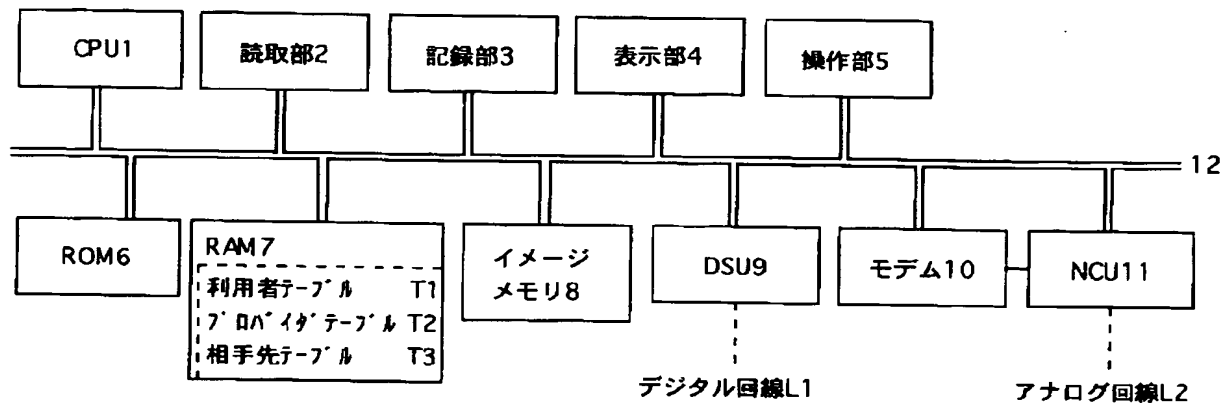 CPU1
読取部2
記録部3
表示部4
操作部5
12
ROM6
RAM7
利用者テーブル T1
プロバイダテーブル T2
相手先テーブル T3
イメージ
メモリ8
DSU9
モデム10
NCU11
デジタル回線L1
アナログ回線L2